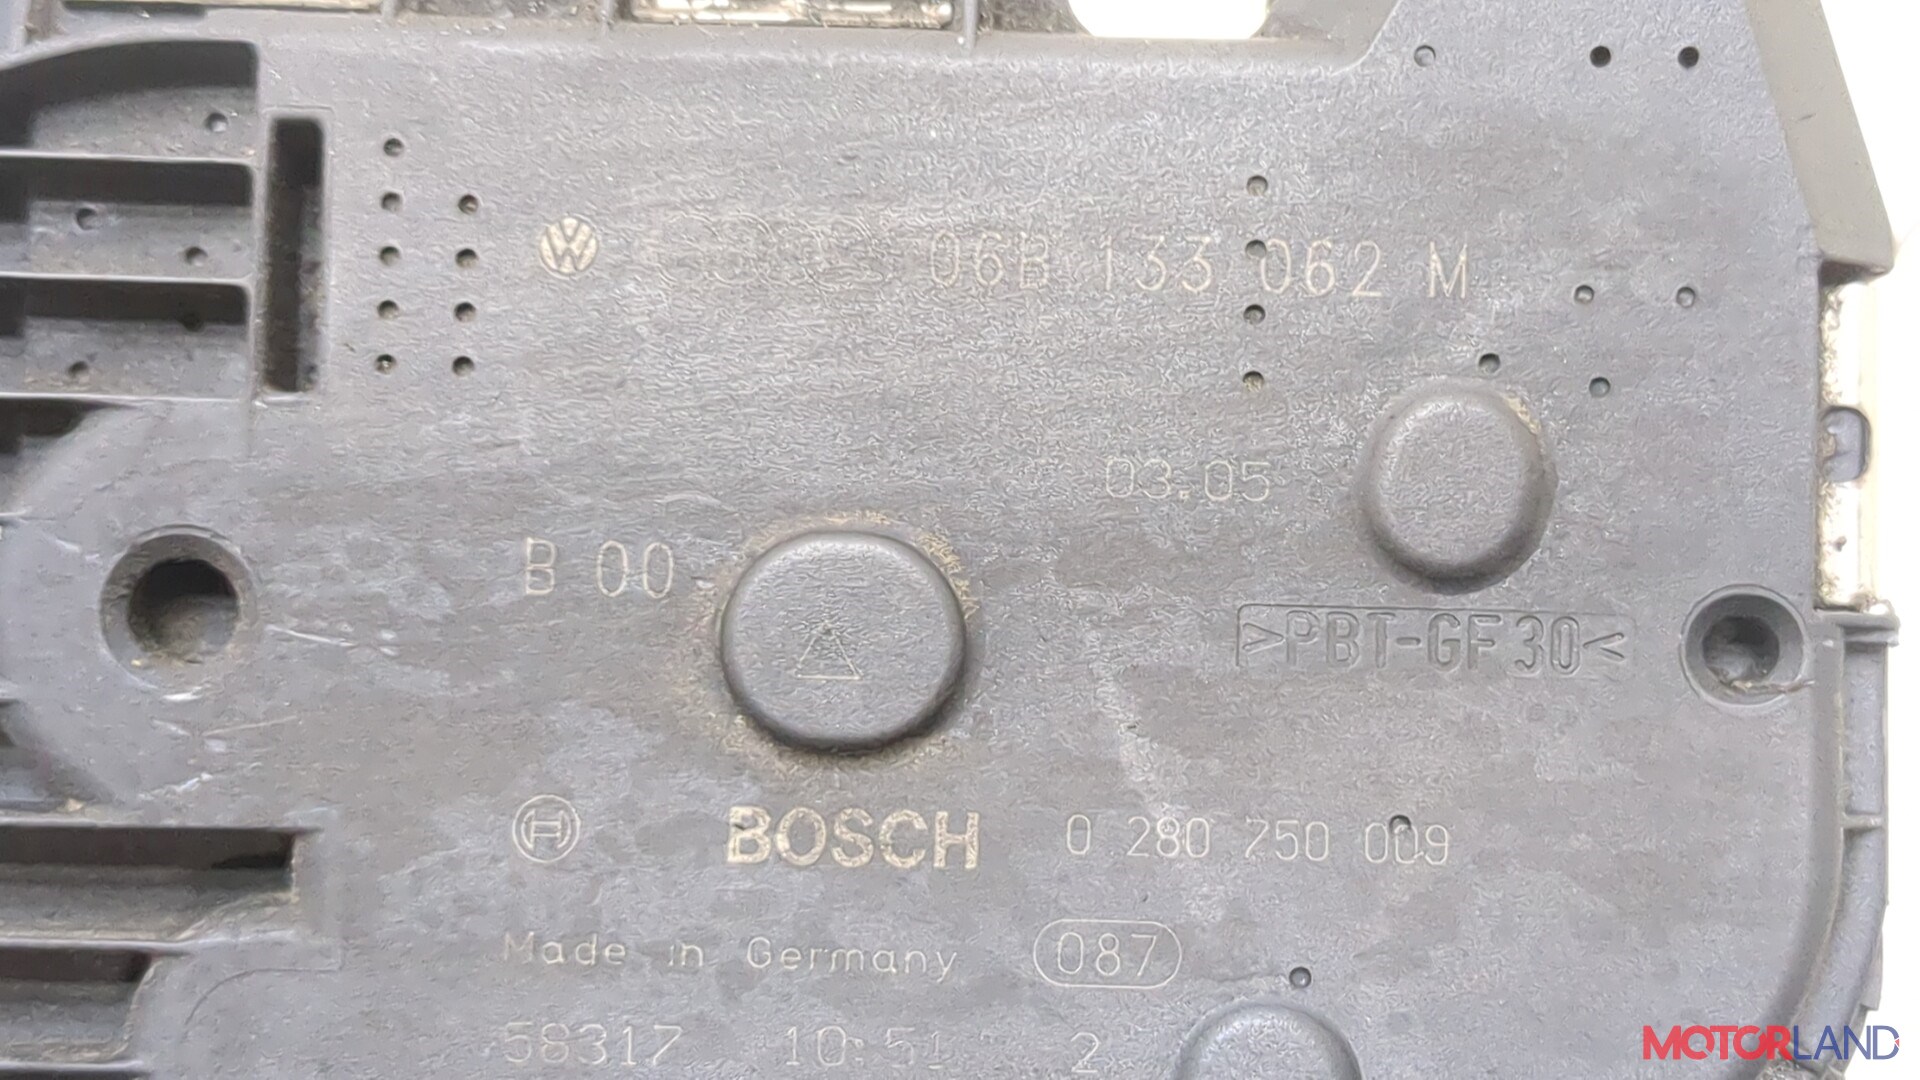 06B 133 062 M
03.05
B 00
>PBT-GF30<
BOSCH 0 280 750 009
Made in Germany 087
58317 10:51 2
MOTORLAND